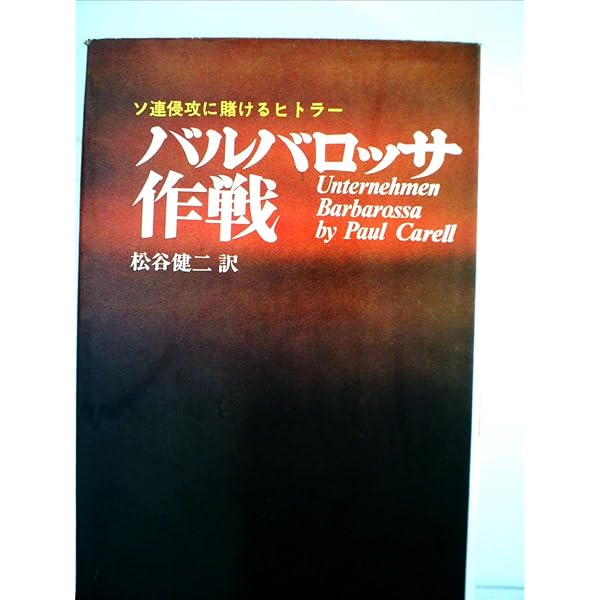 ソ連侵攻に賭けるヒトラー
バルバロッサ
作戦
Unternehmen
Barbarossa
by Paul Carell
松谷健二 訳